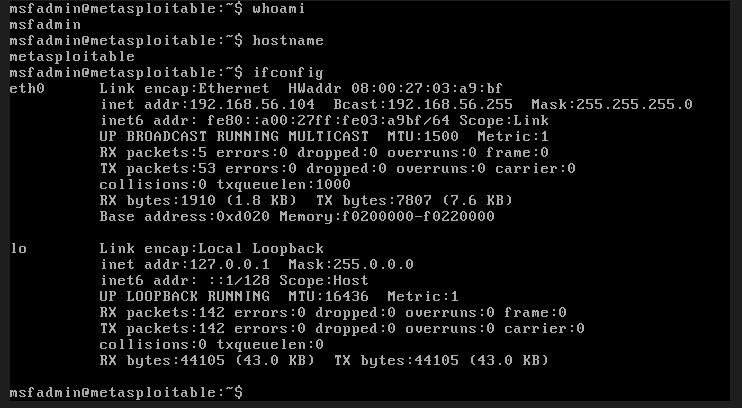 msfadmin@metasploitable:~$ whoami
msfadmin
msfadmin@metasploitable:~$ hostname
metasploitable
msfadmin@metasploitable:~$ ifconfig
eth0      Link encap:Ethernet  HWaddr 08:00:27:03:a9:bf
          inet addr:192.168.56.104  Bcast:192.168.56.255  Mask:255.255.255.0
          inet6 addr: fe80::a00:27ff:fe03:a9bf/64 Scope:Link
          UP BROADCAST RUNNING MULTICAST  MTU:1500  Metric:1
          RX packets:5 errors:0 dropped:0 overruns:0 frame:0
          TX packets:53 errors:0 dropped:0 overruns:0 carrier:0
          collisions:0 txqueuelen:1000
          RX bytes:1910 (1.8 KB)  TX bytes:7807 (7.6 KB)
          Base address:0xd020 Memory:f0200000-f0220000
lo        Link encap:Local Loopback
          inet addr:127.0.0.1  Mask:255.0.0.0
          inet6 addr: ::1/128 Scope:Host
          UP LOOPBACK RUNNING  MTU:16436  Metric:1
          RX packets:142 errors:0 dropped:0 overruns:0 frame:0
          TX packets:142 errors:0 dropped:0 overruns:0 carrier:0
          collisions:0 txqueuelen:0
          RX bytes:44105 (43.0 KB)  TX bytes:44105 (43.0 KB)
msfadmin@metasploitable:~$